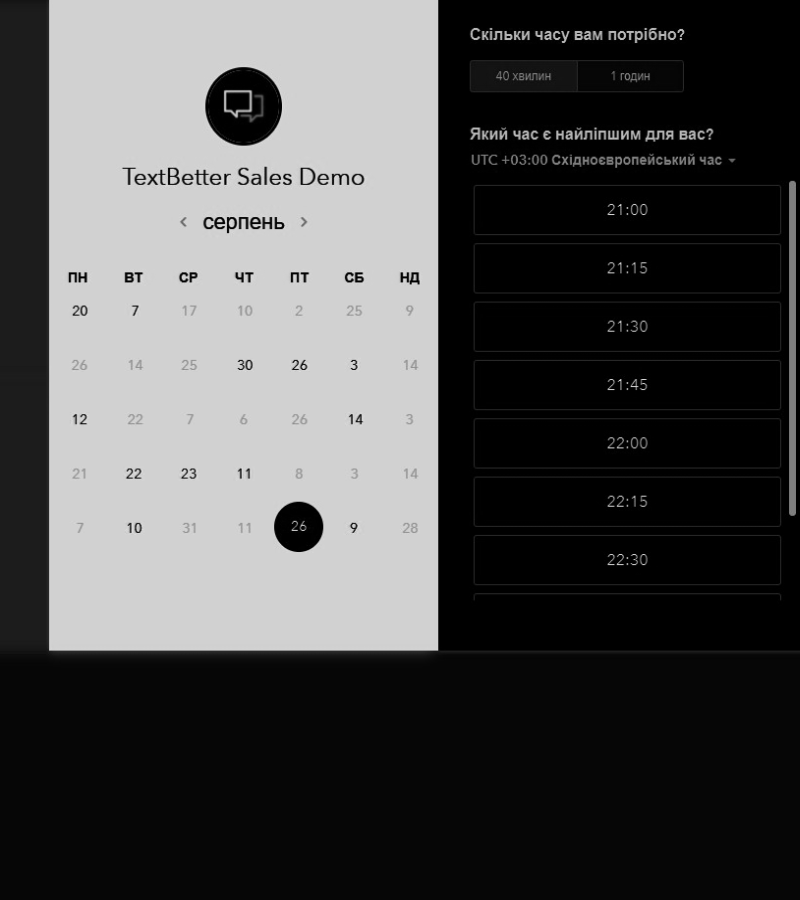 TextBetter Sales Demo
серпень
ПН ВТ СР ЧТ ПТ СБ НД
20 7 17 10 2 25 9
26 14 25 30 26 3 14
12 22 7 6 26 14 3
21 22 23 11 8 3 14
7 10 31 11 26 9 28
Скільки часу вам потрібно?
40 хвилин 1 годин
Який час є найліпшим для вас?
UTC +03:00 Східноєвропейський час
21:00
21:15
21:30
21:45
22:00
22:15
22:30